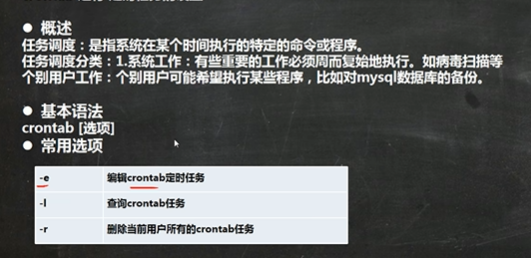 ● 概述
任务调度：是指系统在某个时间执行的特定的命令或程序。
任务调度分类：1.系统工作：有些重要的工作必须周而复始地执行。如病毒扫描等
个别用户工作：个别用户可能希望执行某些程序，比如对mysql数据库的备份。
● 基本语法
crontab [选项]
● 常用选项
-e 编辑crontab定时任务
-l 查询crontab任务
-r 删除当前用户所有的crontab任务